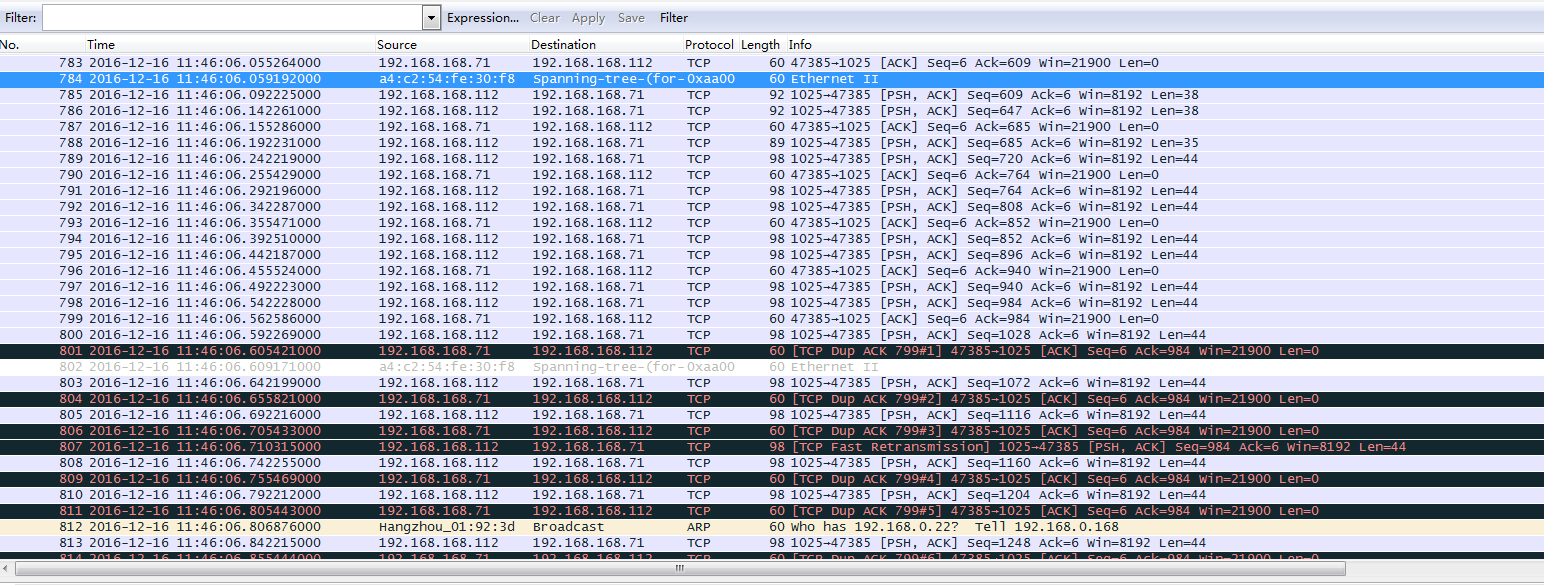 Filter: Expression... Clear Apply Save Filter
No. Time Source Destination Protocol Length Info
783 2016-12-16 11:46:06.055264000 192.168.168.71 192.168.168.112 TCP 60 47385→1025 [ACK] Seq=6 Ack=609 Win=21900 Len=0
784 2016-12-16 11:46:06.059192000 a4:c2:54:fe:30:f8 Spanning-tree-(for- 0xaa00 60 Ethernet II
785 2016-12-16 11:46:06.092225000 192.168.168.112 192.168.168.71 TCP 92 1025→47385 [PSH, ACK] Seq=609 Ack=6 Win=8192 Len=38
786 2016-12-16 11:46:06.142261000 192.168.168.112 192.168.168.71 TCP 92 1025→47385 [PSH, ACK] Seq=647 Ack=6 Win=8192 Len=38
787 2016-12-16 11:46:06.155286000 192.168.168.71 192.168.168.112 TCP 60 47385→1025 [ACK] Seq=6 Ack=685 Win=21900 Len=0
788 2016-12-16 11:46:06.192231000 192.168.168.112 192.168.168.71 TCP 89 1025→47385 [PSH, ACK] Seq=685 Ack=6 Win=8192 Len=35
789 2016-12-16 11:46:06.242219000 192.168.168.112 192.168.168.71 TCP 98 1025→47385 [PSH, ACK] Seq=720 Ack=6 Win=8192 Len=44
790 2016-12-16 11:46:06.255429000 192.168.168.71 192.168.168.112 TCP 60 47385→1025 [ACK] Seq=6 Ack=764 Win=21900 Len=0
791 2016-12-16 11:46:06.292196000 192.168.168.112 192.168.168.71 TCP 98 1025→47385 [PSH, ACK] Seq=764 Ack=6 Win=8192 Len=44
792 2016-12-16 11:46:06.342287000 192.168.168.112 192.168.168.71 TCP 98 1025→47385 [PSH, ACK] Seq=808 Ack=6 Win=8192 Len=44
793 2016-12-16 11:46:06.355471000 192.168.168.71 192.168.168.112 TCP 60 47385→1025 [ACK] Seq=6 Ack=852 Win=21900 Len=0
794 2016-12-16 11:46:06.392510000 192.168.168.112 192.168.168.71 TCP 98 1025→47385 [PSH, ACK] Seq=852 Ack=6 Win=8192 Len=44
795 2016-12-16 11:46:06.442187000 192.168.168.112 192.168.168.71 TCP 98 1025→47385 [PSH, ACK] Seq=896 Ack=6 Win=8192 Len=44
796 2016-12-16 11:46:06.455524000 192.168.168.71 192.168.168.112 TCP 60 47385→1025 [ACK] Seq=6 Ack=940 Win=21900 Len=0
797 2016-12-16 11:46:06.492223000 192.168.168.112 192.168.168.71 TCP 98 1025→47385 [PSH, ACK] Seq=940 Ack=6 Win=8192 Len=44
798 2016-12-16 11:46:06.542228000 192.168.168.112 192.168.168.71 TCP 98 1025→47385 [PSH, ACK] Seq=984 Ack=6 Win=8192 Len=44
799 2016-12-16 11:46:06.562586000 192.168.168.71 192.168.168.112 TCP 60 47385→1025 [ACK] Seq=6 Ack=984 Win=21900 Len=0
800 2016-12-16 11:46:06.592269000 192.168.168.112 192.168.168.71 TCP 98 1025→47385 [PSH, ACK] Seq=1028 Ack=6 Win=8192 Len=44
801 2016-12-16 11:46:06.605421000 192.168.168.71 192.168.168.112 TCP 60 [TCP Dup ACK 799#1] 47385→1025 [ACK] Seq=6 Ack=984 Win=21900 Len=0
802 2016-12-16 11:46:06.609171000 a4:c2:54:fe:30:f8 Spanning-tree-(for- 0xaa00 60 Ethernet II
803 2016-12-16 11:46:06.642199000 192.168.168.112 192.168.168.71 TCP 98 1025→47385 [PSH, ACK] Seq=1072 Ack=6 Win=8192 Len=44
804 2016-12-16 11:46:06.655821000 192.168.168.71 192.168.168.112 TCP 60 [TCP Dup ACK 799#2] 47385→1025 [ACK] Seq=6 Ack=984 Win=21900 Len=0
805 2016-12-16 11:46:06.692216000 192.168.168.112 192.168.168.71 TCP 98 1025→47385 [PSH, ACK] Seq=1116 Ack=6 Win=8192 Len=44
806 2016-12-16 11:46:06.705433000 192.168.168.71 192.168.168.112 TCP 60 [TCP Dup ACK 799#3] 47385→1025 [ACK] Seq=6 Ack=984 Win=21900 Len=0
807 2016-12-16 11:46:06.710315000 192.168.168.112 192.168.168.71 TCP 98 [TCP Fast Retransmission] 1025→47385 [PSH, ACK] Seq=984 Ack=6 Win=8192 Len=44
808 2016-12-16 11:46:06.742255000 192.168.168.112 192.168.168.71 TCP 98 1025→47385 [PSH, ACK] Seq=1160 Ack=6 Win=8192 Len=44
809 2016-12-16 11:46:06.755469000 192.168.168.71 192.168.168.112 TCP 60 [TCP Dup ACK 799#4] 47385→1025 [ACK] Seq=6 Ack=984 Win=21900 Len=0
810 2016-12-16 11:46:06.792212000 192.168.168.112 192.168.168.71 TCP 98 1025→47385 [PSH, ACK] Seq=1204 Ack=6 Win=8192 Len=44
811 2016-12-16 11:46:06.805443000 192.168.168.71 192.168.168.112 TCP 60 [TCP Dup ACK 799#5] 47385→1025 [ACK] Seq=6 Ack=984 Win=21900 Len=0
812 2016-12-16 11:46:06.806876000 Hangzhou_01:92:3d Broadcast ARP 60 Who has 192.168.0.22? Tell 192.168.0.168
813 2016-12-16 11:46:06.842215000 192.168.168.112 192.168.168.71 TCP 98 1025→47385 [PSH, ACK] Seq=1248 Ack=6 Win=8192 Len=44
814 2016-12-16 11:46:06.855444000 192.168.168.71 192.168.168.112 TCP 60 [TCP Dup ACK 799#6] 47385→1025 [ACK] Seq=6 Ack=984 Win=21900 Len=0